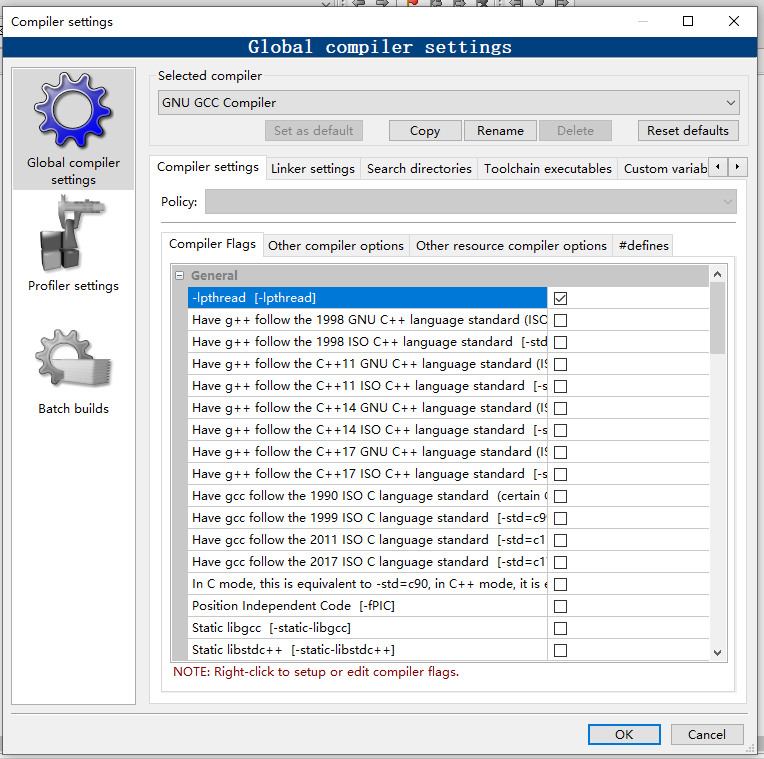 Compiler settings
Global compiler settings
Global compiler
settings
Profiler settings
Batch builds
Selected compiler
GNU GCC Compiler
Set as default
Copy
Rename
Delete
Reset defaults
Compiler settings
Linker settings
Search directories
Toolchain executables
Custom variab
Policy:
Compiler Flags
Other compiler options
Other resource compiler options
#defines
General
-lpthread [-lpthread]
Have g++ follow the 1998 GNU C++ language standard (ISO
Have g++ follow the 1998 ISO C++ language standard [-std
Have g++ follow the C++11 GNU C++ language standard (IS
Have g++ follow the C++11 ISO C++ language standard [-s
Have g++ follow the C++14 GNU C++ language standard (IS
Have g++ follow the C++14 ISO C++ language standard [-s
Have g++ follow the C++17 GNU C++ language standard (IS
Have g++ follow the C++17 ISO C++ language standard [-s
Have gcc follow the 1990 ISO C language standard (certain G
Have gcc follow the 1999 ISO C language standard [-std=c99
Have gcc follow the 2011 ISO C language standard [-std=c1
Have gcc follow the 2017 ISO C language standard [-std=c1
In C mode, this is equivalent to -std=c90, in C++ mode, it is e
Position Independent Code [-fPIC]
Static libgcc [-static-libgcc]
Static libstdc++ [-static-libstdc++]
NOTE: Right-click to setup or edit compiler flags.
OK
Cancel